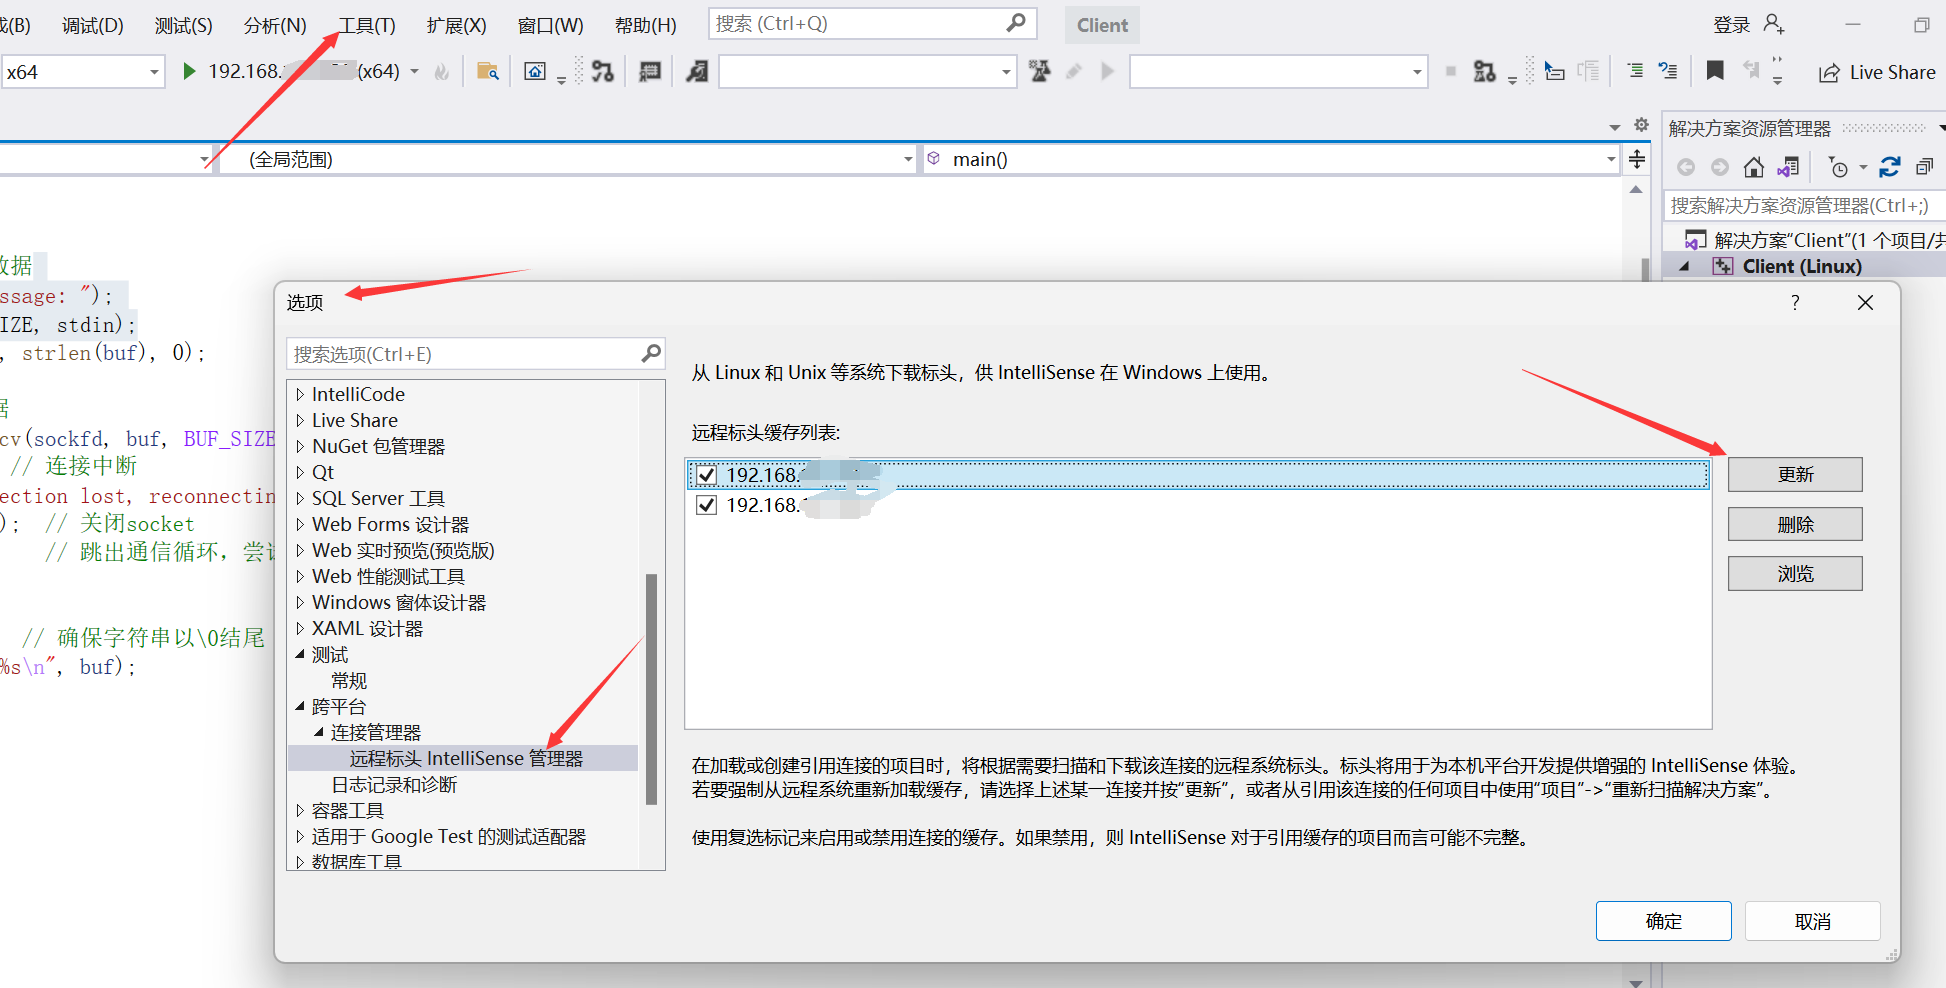 成(B) 调试(D) 测试(S) 分析(N) 工具(T) 扩展(X) 窗口(W) 帮助(H) 搜索 (Ctrl+Q) Client 登录
x64 192.168. (x64) Live Share
解决方案资源管理器
(全局范围) main()
搜索解决方案资源管理器(Ctrl+;)
解决方案"Client"(1 个项目/共
Client (Linux)
数据
ssage: ");
IZE, stdin);
, strlen(buf), 0);
据
cv(sockfd, buf, BUF_SIZE
// 连接中断
ection lost, reconnectin
); // 关闭socket
// 跳出通信循环，尝试
// 确保字符串以\0结尾
%s\n", buf);
选项
?
搜索选项(Ctrl+E)
IntelliCode
Live Share
NuGet 包管理器
Qt
SQL Server 工具
Web Forms 设计器
Web 实时预览(预览版)
Web 性能测试工具
Windows 窗体设计器
XAML 设计器
测试
常规
跨平台
连接管理器
远程标头 IntelliSense 管理器
日志记录和诊断
容器工具
适用于 Google Test 的测试适配器
数据库工具
从 Linux 和 Unix 等系统下载标头，供 IntelliSense 在 Windows 上使用。
远程标头缓存列表:
192.168.
192.168.
更新
删除
浏览
在加载或创建引用连接的项目时，将根据需要扫描和下载该连接的远程系统标头。标头将用于为本机平台开发提供增强的 IntelliSense 体验。
若要强制从远程系统重新加载缓存，请选择上述某一连接并按"更新"，或者从引用该连接的任何项目中使用"项目"->"重新扫描解决方案"。
使用复选标记来启用或禁用连接的缓存。如果禁用，则 IntelliSense 对于引用缓存的项目而言可能不完整。
确定
取消